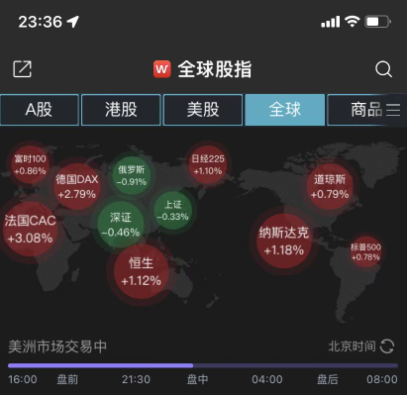 23:36
W 全球股指
A股 港股 美股 全球 商品
富时100
+0.86%
德国DAX
+2.79%
俄罗斯
-0.91%
日经225
+1.10%
道琼斯
+0.79%
法国CAC
+3.08%
深证
-0.46%
上证
-0.33%
纳斯达克
+1.18%
标普500
+0.78%
恒生
+1.12%
美洲市场交易中 北京时间
16:00 盘前 21:30 盘中 04:00 盘后 08:00